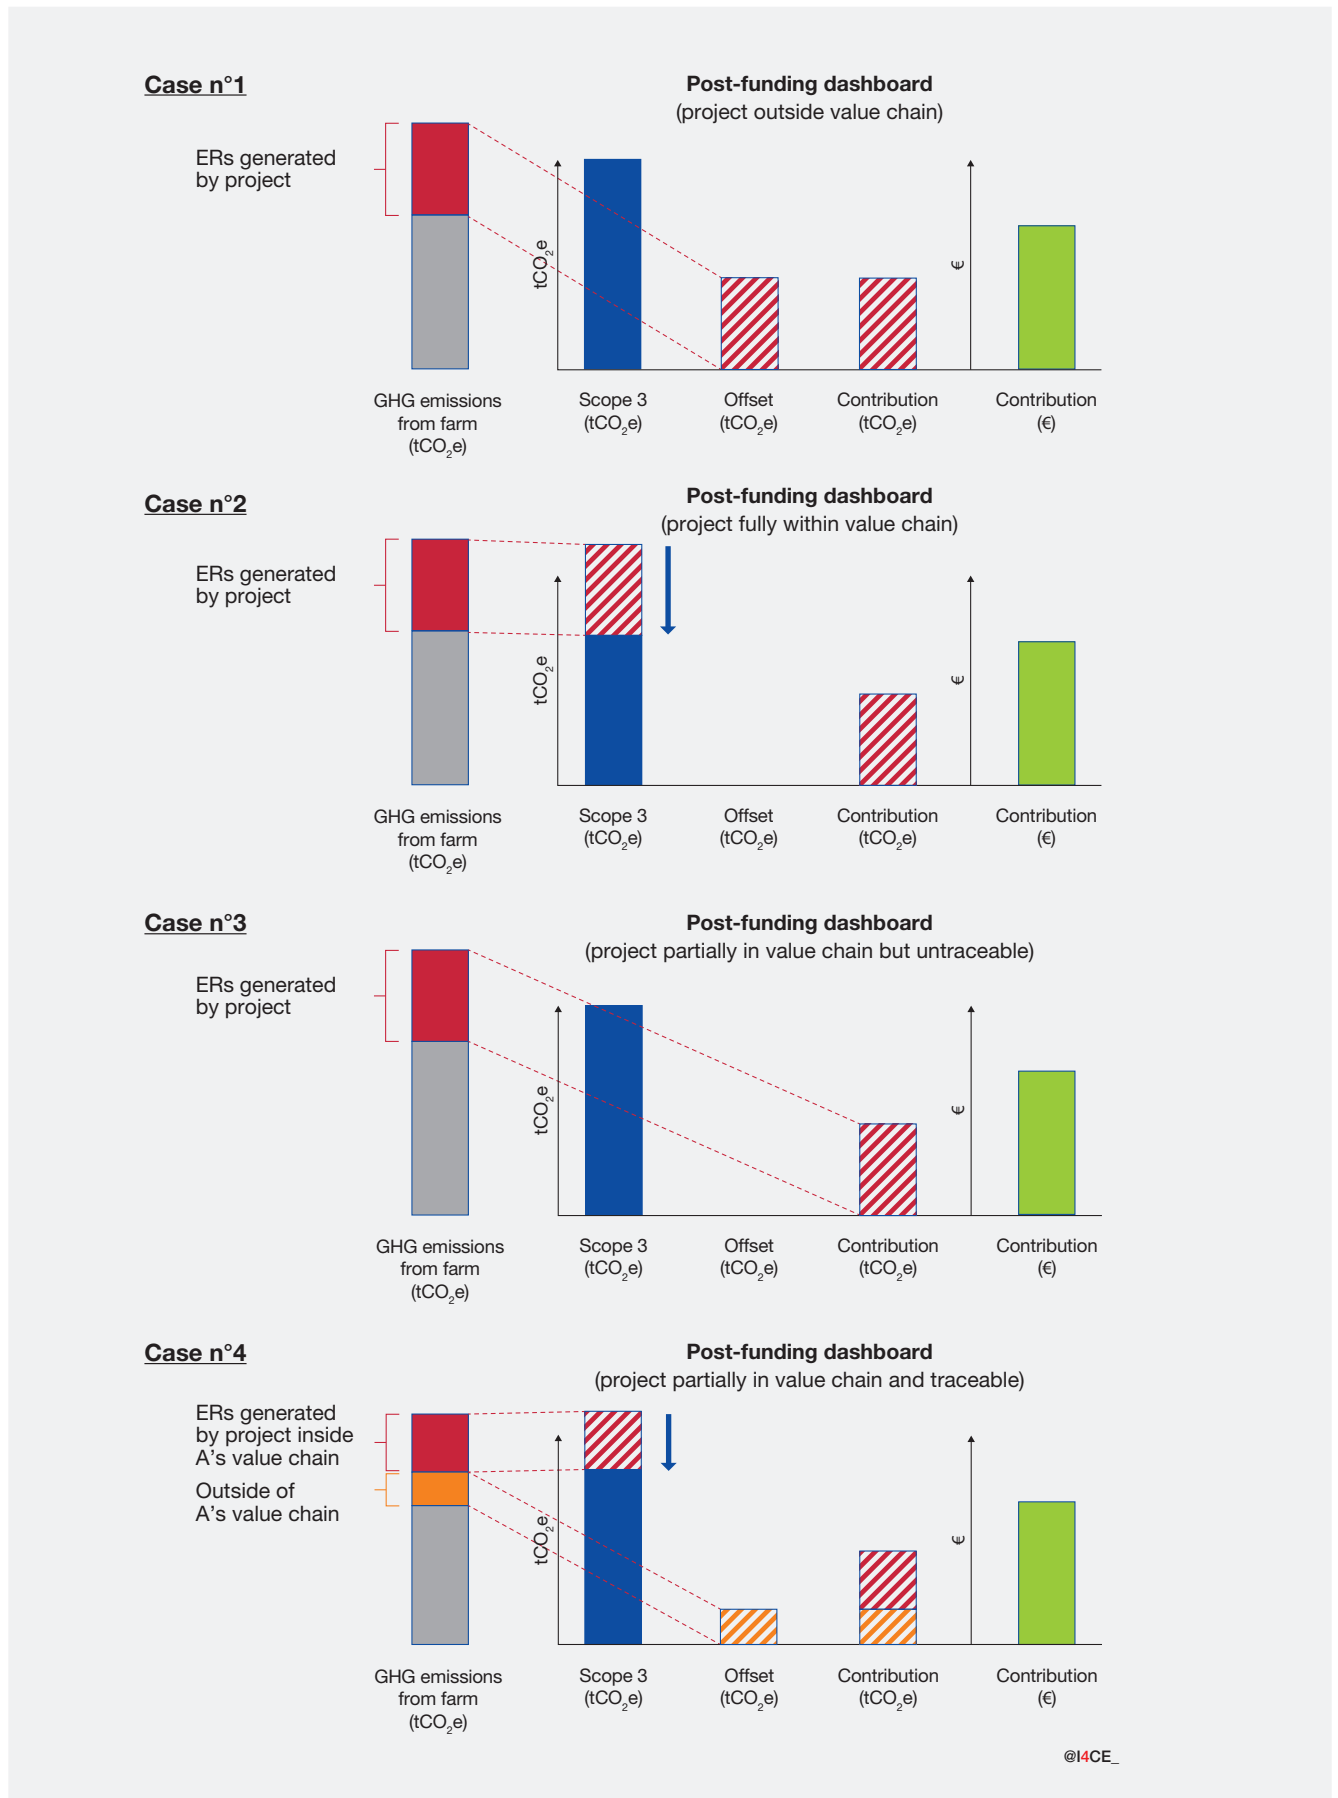 Case n°1
Post-funding dashboard
(project outside value chain)
ERs generated
by project
tCO2e
€
GHG emissions
from farm
(tCO2e)
Scope 3
(tCO2e)
Offset
(tCO2e)
Contribution
(tCO2e)
Contribution
(€)
Case n°2
Post-funding dashboard
(project fully within value chain)
ERs generated
by project
tCO2e
€
GHG emissions
from farm
(tCO2e)
Scope 3
(tCO2e)
Offset
(tCO2e)
Contribution
(tCO2e)
Contribution
(€)
Case n°3
Post-funding dashboard
(project partially in value chain but untraceable)
ERs generated
by project
tCO2e
€
GHG emissions
from farm
(tCO2e)
Scope 3
(tCO2e)
Offset
(tCO2e)
Contribution
(tCO2e)
Contribution
(€)
Case n°4
Post-funding dashboard
(project partially in value chain and traceable)
ERs generated
by project inside
A's value chain
Outside of
A's value chain
tCO2e
€
GHG emissions
from farm
(tCO2e)
Scope 3
(tCO2e)
Offset
(tCO2e)
Contribution
(tCO2e)
Contribution
(€)
@I4CE_